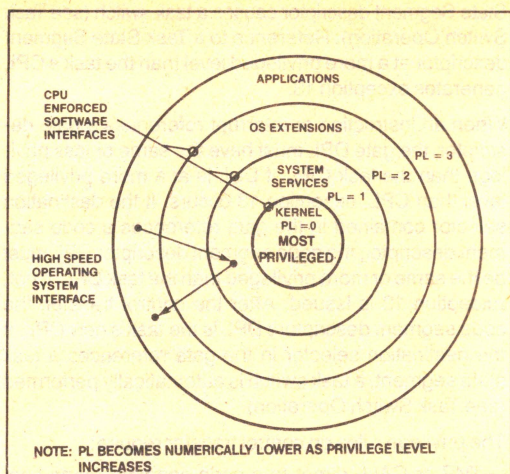 APPLICATIONS
CPU
ENFORCED
SOFTWARE
INTERFACES
OS EXTENSIONS
SYSTEM
SERVICES
KERNEL
PL = 0
MOST
PRIVILEGED
PL = 1
PL = 2
PL = 3
HIGH SPEED
OPERATING
SYSTEM
INTERFACE
NOTE: PL BECOMES NUMERICALLY LOWER AS PRIVILEGE LEVEL
INCREASES